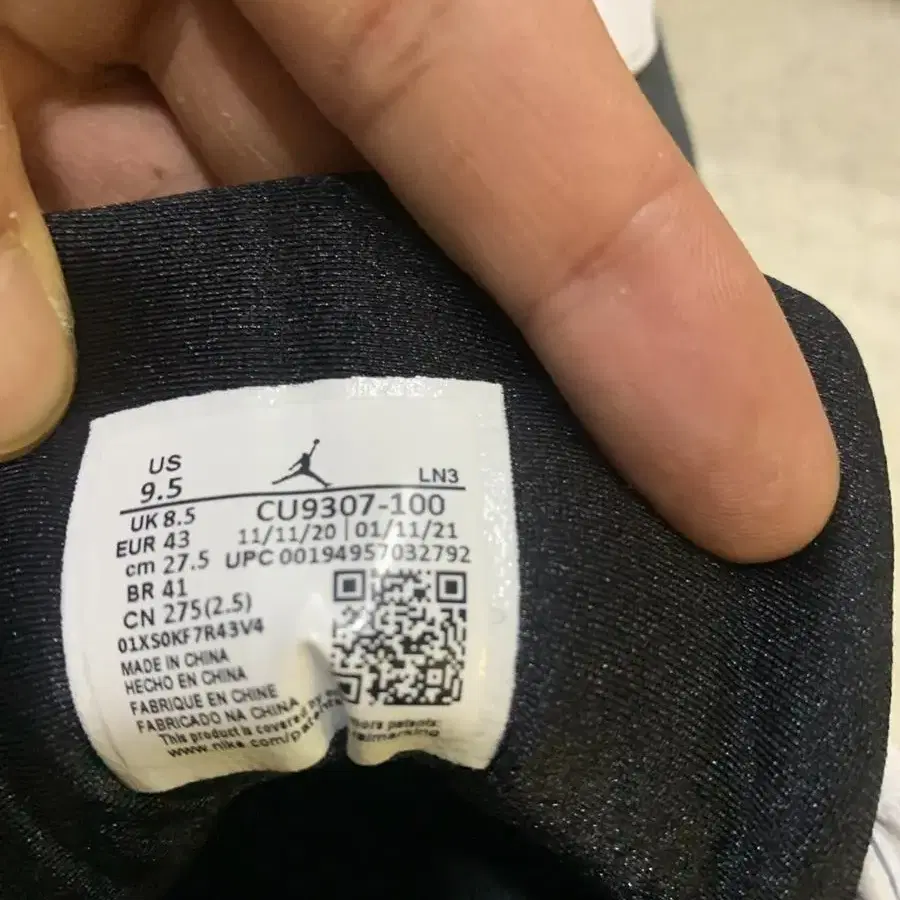 US
9.5
LN3
UK 8.5
EUR 43
cm 27.5
BR 41
CN 275(2.5)
CU9307-100
11/11/20 | 01/11/21
UPC 00194957032792
01XS0KF7R43V4
MADE IN CHINA
HECHO EN CHINA
FABRIQUE EN CHINE
FABRICADO NA CHINA
This product is covered by
www.nike.com/
patents: